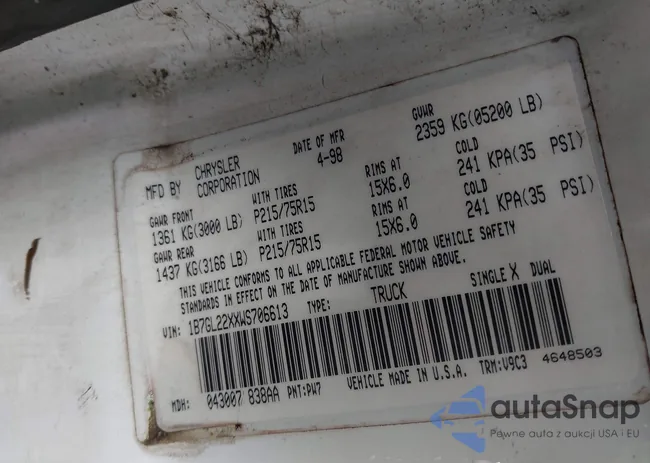 MFD BY CHRYSLER CORPORATION DATE OF MFR 4-98 GVWR 2359 KG(05200 LB)
GAWR FRONT WITH TIRES RIMS AT COLD
1361 KG(3000 LB) P215/75R15 15X6.0 241 KPA(35 PSI)
GAWR REAR WITH TIRES RIMS AT COLD
1437 KG(3166 LB) P215/75R15 15X6.0 241 KPA(35 PSI)
THIS VEHICLE CONFORMS TO ALL APPLICABLE FEDERAL MOTOR VEHICLE SAFETY
STANDARDS IN EFFECT ON THE DATE OF MANUFACTURE SHOWN ABOVE.
VIN: 1B7GL22XXWS706613 TYPE: TRUCK SINGLE X DUAL
MDH: 043007 838AA PNT:PW7 VEHICLE MADE IN U.S.A. TRM:V9C3 4648503
autaSnap
Pewne auta z aukcji USA i EU